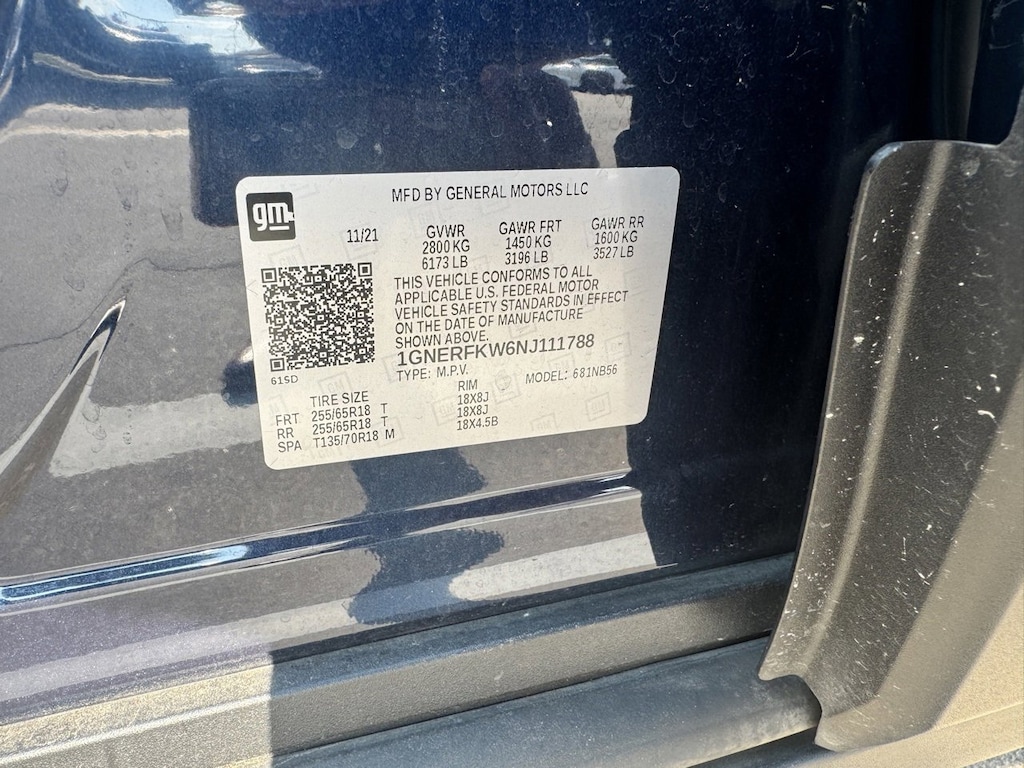 MFD BY GENERAL MOTORS LLC
gm
11/21 GVWR GAWR FRT GAWR RR
2800 KG 1450 KG 1600 KG
6173 LB 3196 LB 3527 LB
THIS VEHICLE CONFORMS TO ALL
APPLICABLE U.S. FEDERAL MOTOR
VEHICLE SAFETY STANDARDS IN EFFECT
ON THE DATE OF MANUFACTURE
SHOWN ABOVE.
1GNERFKW6NJ111788
61SD
TYPE: M.P.V. MODEL: 681NB56
TIRE SIZE RIM
FRT 255/65R18 T 18X8J
RR 255/65R18 T 18X8J
SPA T135/70R18 M 18X4.5B